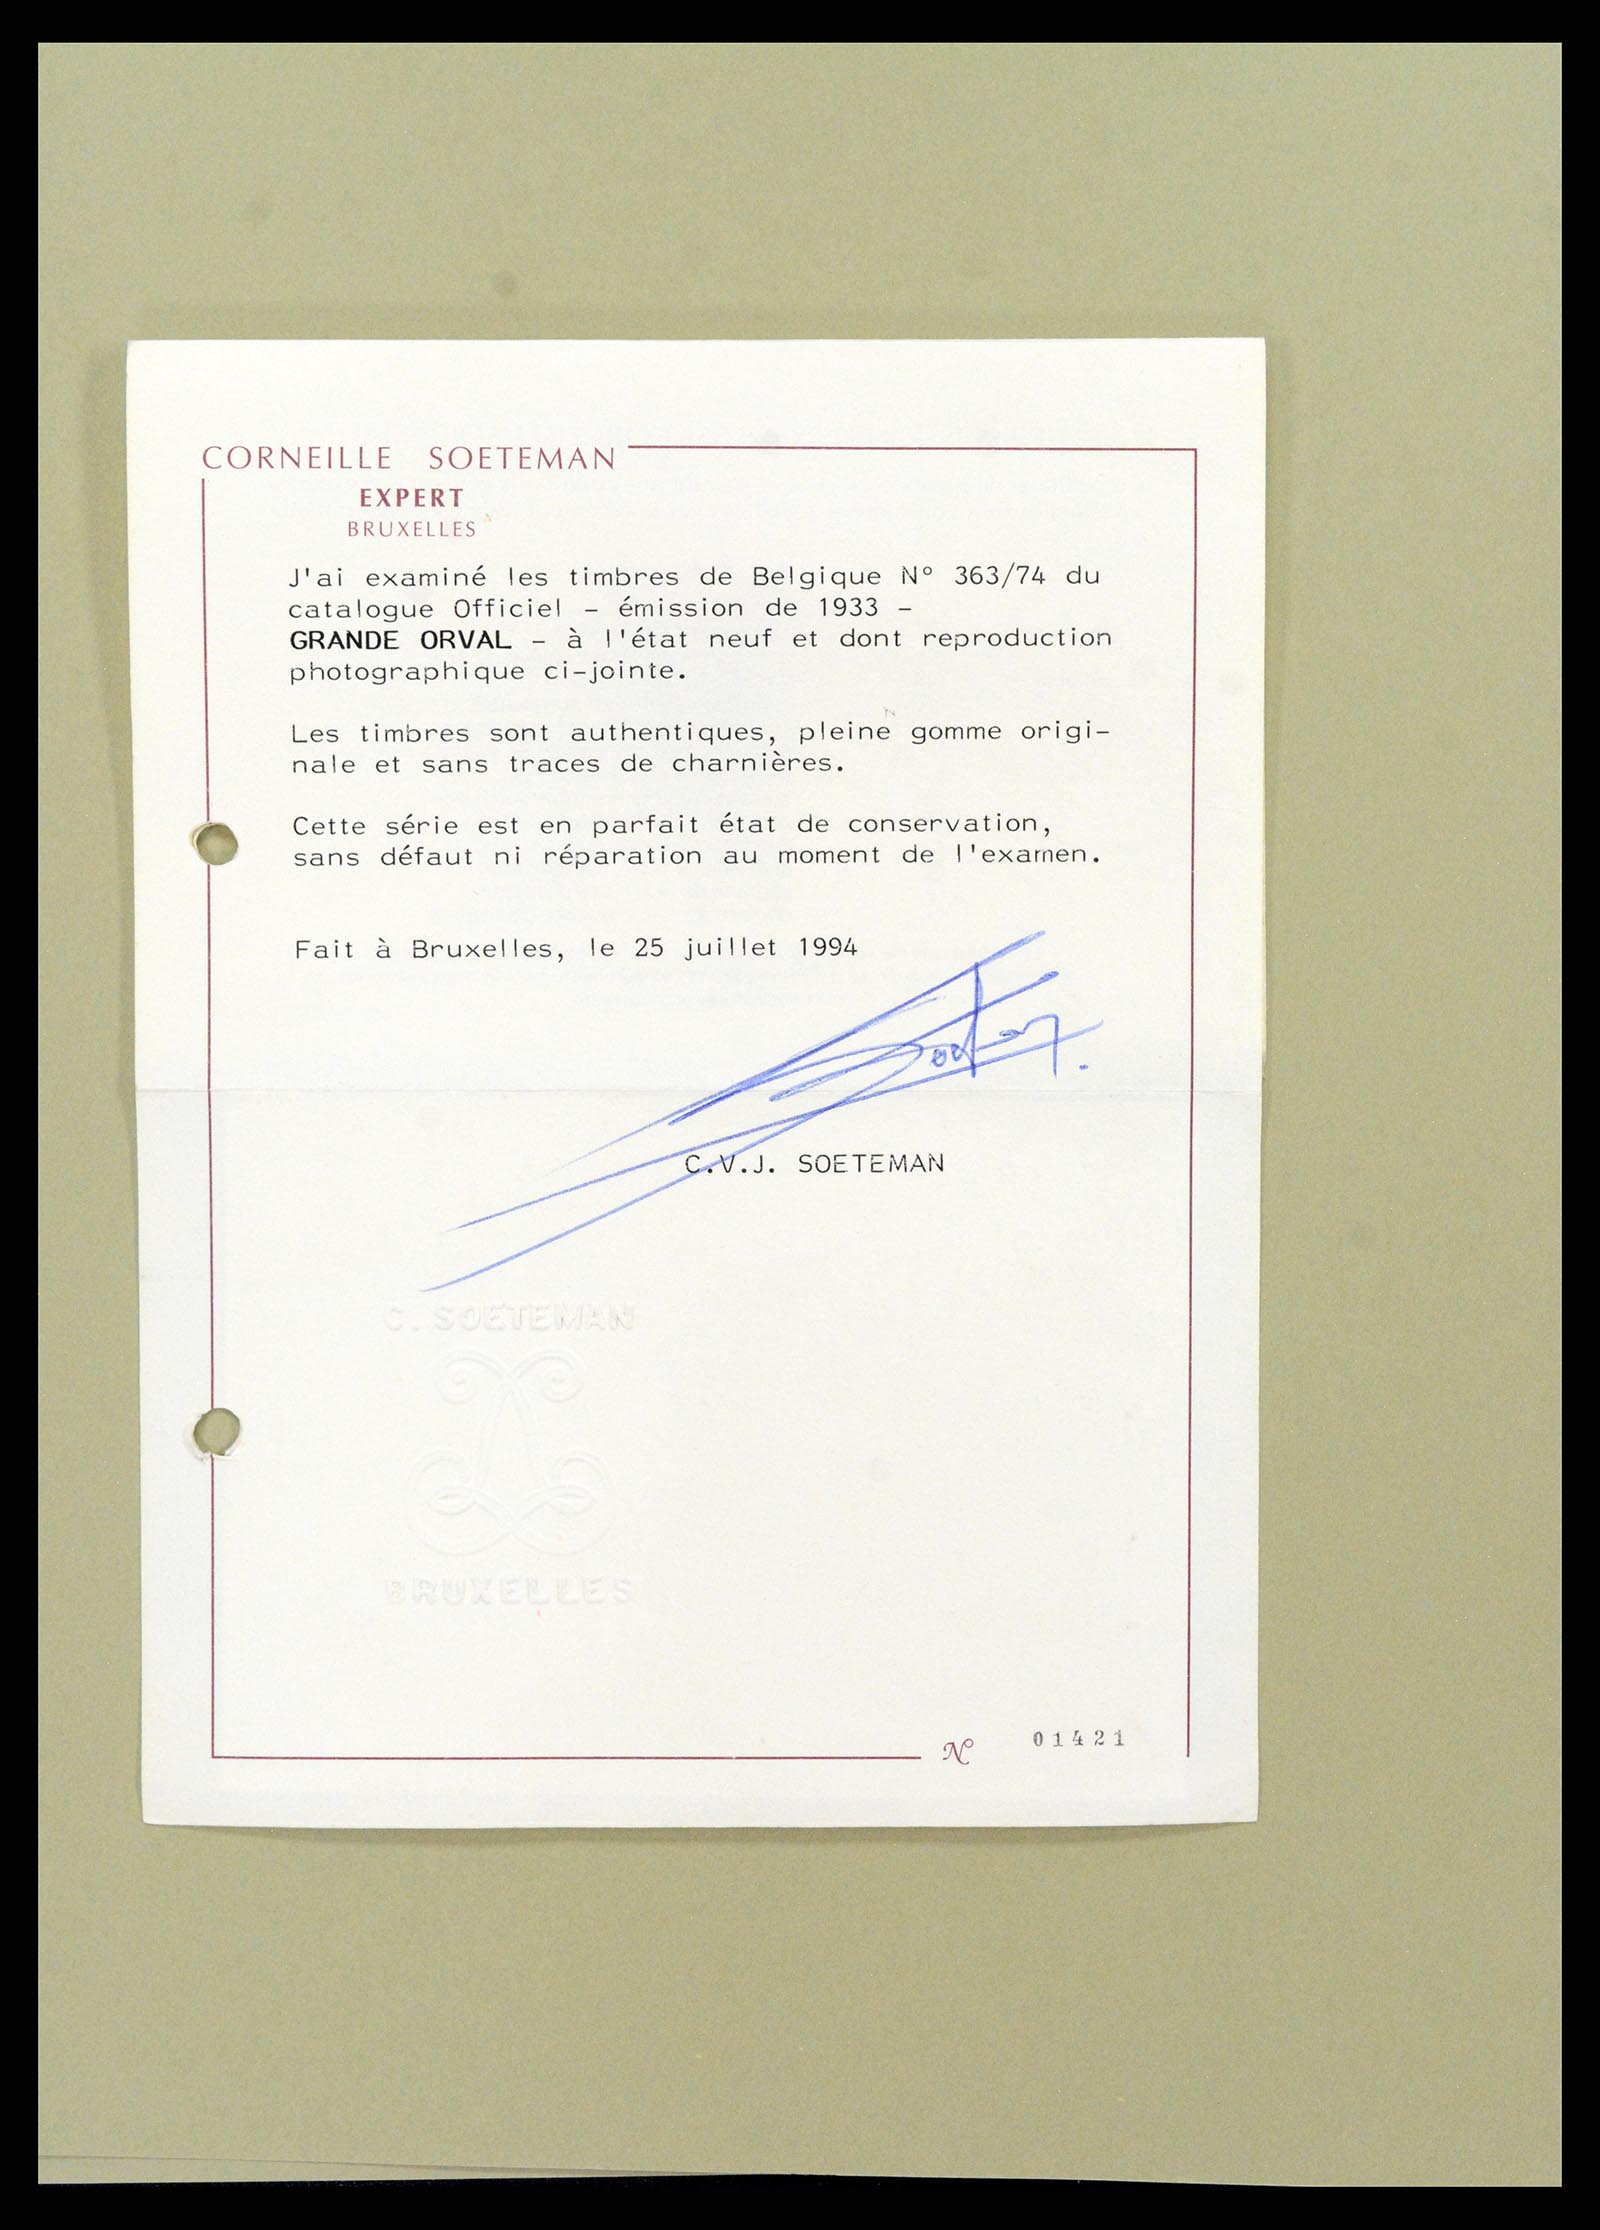 CORNEILLE SOETEMAN
EXPERT
BRUXELLES
J'ai examiné les timbres de Belgique N° 363/74 du
catalogue Officiel - émission de 1933 -
GRANDE ORVAL - à l'état neuf et dont reproduction
photographique ci-jointe.
Les timbres sont authentiques, pleine gomme origi-
nale et sans traces de charnières.
Cette série est en parfait état de conservation,
sans défaut ni réparation au moment de l'examen.
Fait à Bruxelles, le 25 juillet 1994
Soeteman
C.V.J. SOETEMAN
C. SOETEMAN
BRUXELLES
N° 01421